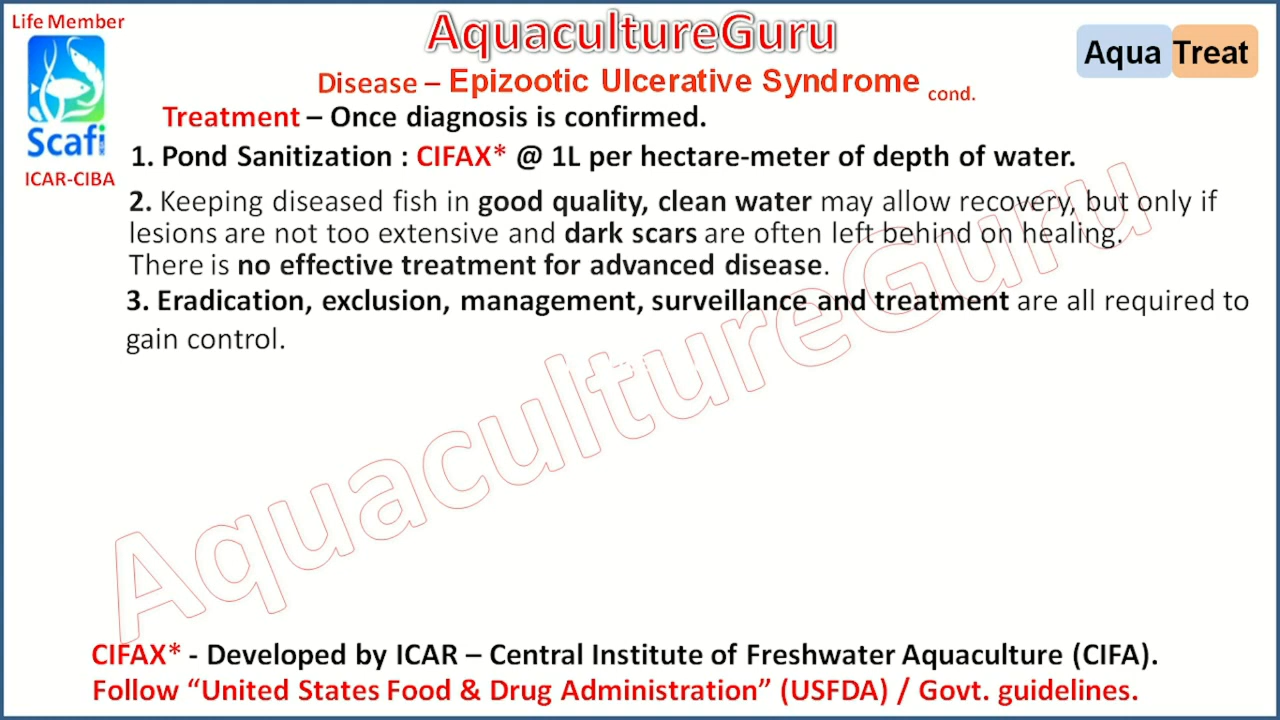 Life Member
AquacultureGuru
Aqua Treat
Disease – Epizootic Ulcerative Syndrome cond.
Treatment – Once diagnosis is confirmed.
Scafi
ICAR-CIBA
1. Pond Sanitization : CIFAX* @ 1L per hectare-meter of depth of water.
2. Keeping diseased fish in good quality, clean water may allow recovery, but only if
lesions are not too extensive and dark scars are often left behind on healing.
There is no effective treatment for advanced disease.
3. Eradication, exclusion, management, surveillance and treatment are all required to
gain control.
AquacultureGuru
CIFAX* - Developed by ICAR – Central Institute of Freshwater Aquaculture (CIFA).
Follow “United States Food & Drug Administration” (USFDA) / Govt. guidelines.